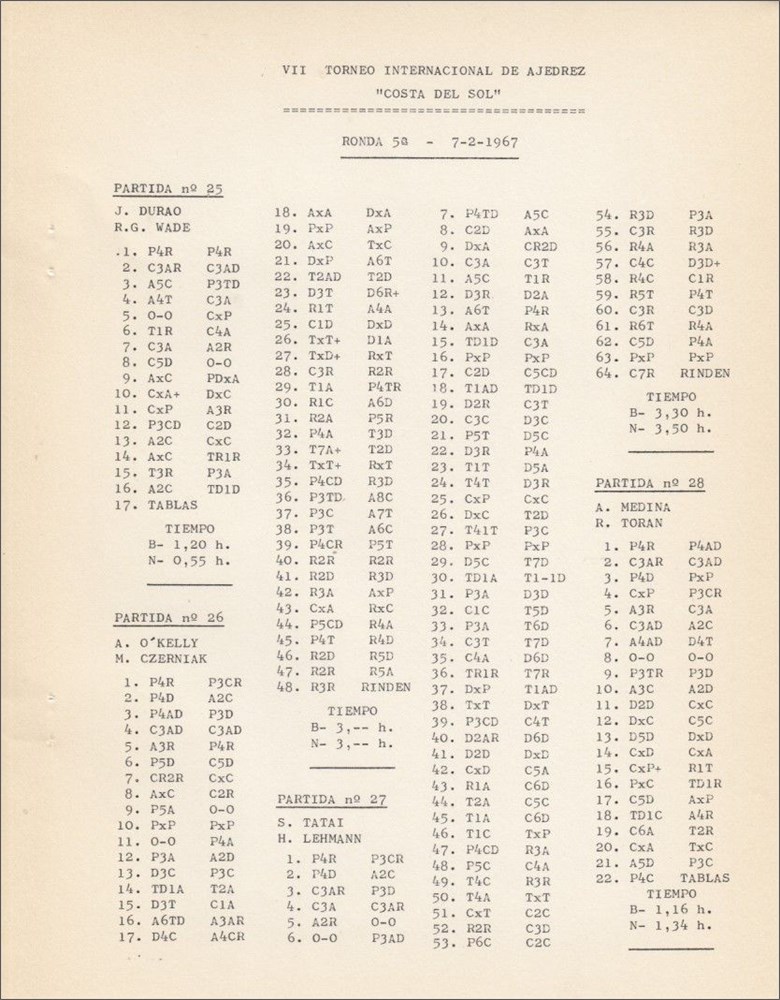 VII TORNEO INTERNACIONAL DE AJEDREZ
"COSTA DEL SOL"
====================================
RONDA 5ª - 7-2-1967
PARTIDA nº 25
J. DURAO
R.G. WADE
1. P4R P4R
2. C3AR C3AD
3. A5C P3TD
4. A4T C3A
5. O-O CxP
6. T1R C4A
7. C3A A2R
8. C5D O-O
9. AxC PDxA
10. CxA+ DxC
11. CxP A3R
12. P3CD C2D
13. A2C CxC
14. AxC TR1R
15. T3R P3A
16. A2C TD1D
17. TABLAS
TIEMPO
B- 1,20 h.
N- 0,55 h.
PARTIDA nº 26
A. O´KELLY
M. CZERNIAK
1. P4R P3CR
2. P4D A2C
3. P4AD P3D
4. C3AD C3AD
5. A3R P4R
6. P5D C5D
7. CR2R CxC
8. AxC C2R
9. P5A O-O
10. PxP PxP
11. O-O P4A
12. P3A A2D
13. D3C P3C
14. TD1A T2A
15. D3T C1A
16. A6TD A3AR
17. D4C A4CR
18. AxA DxA
19. PxP AxP
20. AxC TxC
21. DxP A6T
22. T2AD T2D
23. D3T D6R+
24. R1T A4A
25. C1D DxD
26. TxT+ D1A
27. TxD+ RxT
28. C3R R2R
29. T1A P4TR
30. R1C A6D
31. R2A P5R
32. P4A T3D
33. T7A+ T2D
34. TxT+ RxT
35. P4CD R3D
36. P3TD A8C
37. P3C A7T
38. P3T A6C
39. P4CR P5T
40. R2R R2R
41. R2D R3D
42. R3A AxP
43. CxA RxC
44. P5CD R4A
45. P4T R4D
46. R2D R5D
47. R2R R5A
48. R3R RINDEN
TIEMPO
B- 3,-- h.
N- 3,-- h.
PARTIDA nº 27
S. TATAI
H. LEHMANN
1. P4R P3CR
2. P4D A2C
3. C3AR P3D
4. C3A C3AR
5. A2R O-O
6. O-O P3AD
7. P4TD A5C
8. C2D AxA
9. DxA CR2D
10. C3A C3T
11. A5C T1R
12. D3R D2A
13. A6T P4R
14. AxA RxA
15. TD1D C3A
16. PxP PxP
17. C2D C5CD
18. T1AD TD1D
19. D2R C3T
20. C3C D3C
21. P5T D5C
22. D3R P4A
23. T1T D5A
24. T4T D3R
25. CxP CxC
26. DxC T2D
27. T41T P3C
28. PxP PxP
29. D5C T7D
30. TD1A T1-1D
31. P3A D3D
32. C1C T5D
33. P3A T6D
34. C3T T7D
35. C4A D6D
36. TR1R T7R
37. DxP T1AD
38. TxT DxT
39. P3CD C4T
40. D2AR D6D
41. D2D DxD
42. CxD C5A
43. R1A C6D
44. T2A C5C
45. T1A C6D
46. T1C TxP
47. P4CD R3A
48. P5C C4A
49. T4C R3R
50. T4A TxT
51. CxT C2C
52. R2R C3D
53. P6C C2C
54. R3D P3A
55. C3R R3D
56. R4A R3A
57. C4C D3D+
58. R4C C1R
59. R5T P4T
60. C3R C3D
61. R6T R4A
62. C5D P4A
63. PxP PxP
64. C7R RINDEN
TIEMPO
B- 3,30 h.
N- 3,50 h.
PARTIDA nº 28
A. MEDINA
R. TORAN
1. P4R P4AD
2. C3AR C3AD
3. P4D PxP
4. CxP P3CR
5. A3R C3A
6. C3AD A2C
7. A4AD D4T
8. O-O O-O
9. P3TR P3D
10. A3C A2D
11. D2D CxC
12. DxC C5C
13. D5D DxD
14. CxD CxA
15. CxP+ R1T
16. PxC TD1R
17. C5D AxP
18. TD1C A4R
19. C6A T2R
20. CxA TxC
21. A5D P3C
22. P4C TABLAS
TIEMPO
B- 1,16 h.
N- 1,34 h.